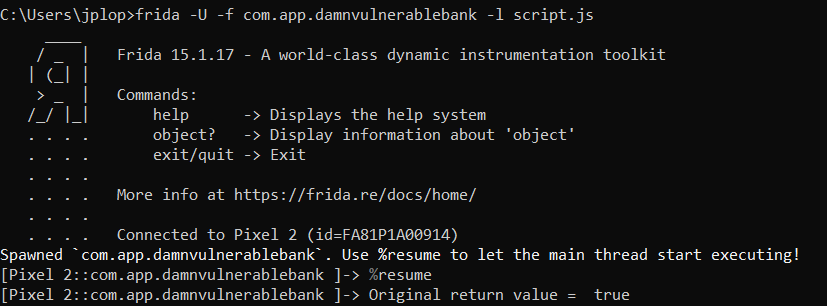 C:\Users\jplop>frida -U -f com.app.damnvulnerablebank -l script.js
     ____
    / _  |   Frida 15.1.17 - A world-class dynamic instrumentation toolkit
   | (_| |
    > _  |   Commands:
   /_/ |_|       help      -> Displays the help system
   . . . .       object?   -> Display information about 'object'
   . . . .       exit/quit -> Exit
   . . . .
   . . . .   More info at https://frida.re/docs/home/
   . . . .
   . . . .   Connected to Pixel 2 (id=FA81P1A00914)
Spawned `com.app.damnvulnerablebank`. Use %resume to let the main thread start executing!
[Pixel 2::com.app.damnvulnerablebank ]-> %resume
[Pixel 2::com.app.damnvulnerablebank ]-> Original return value =  true